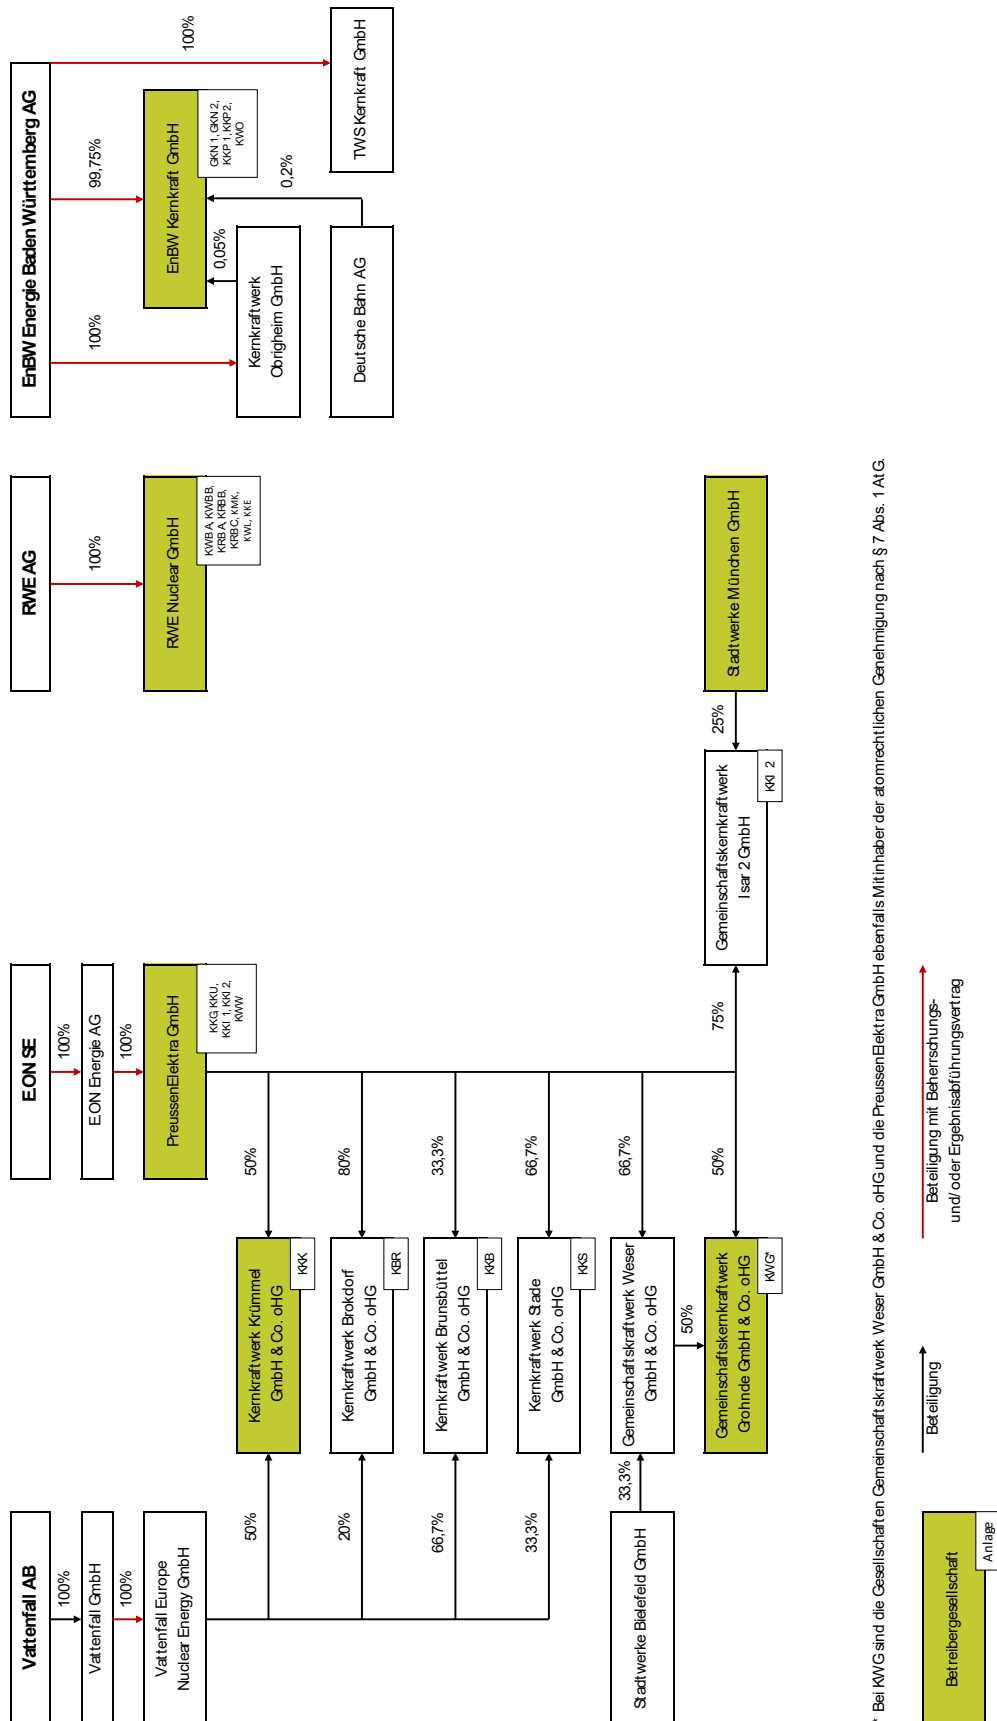 Vattenfall AB
100%
Vattenfall GmbH
100%
Vattenfall Europe
Nuclear Energy GmbH
50%
20%
66,7%
33,3%
Stadtwerke Bielefeld GmbH
33,3%
E.ON SE
100%
E.ON Energie AG
100%
PreussenElektra GmbH
KKG, KKU,
KKI 1, KKI 2,
KWW
50%
80%
33,3%
66,7%
66,7%
50%
75%
Kernkraftwerk Krümmel
GmbH & Co. oHG
KKK
Kernkraftwerk Brokdorf
GmbH & Co. oHG
KBR
Kernkraftwerk Brunsbüttel
GmbH & Co. oHG
KKB
Kernkraftwerk Stade
GmbH & Co. oHG
KKS
Gemeinschaftskraftwerk Weser
GmbH & Co. oHG
50%
Gemeinschaftskernkraftwerk
Grohnde GmbH & Co. oHG
KWG*
Gemeinschaftskernkraftwerk
Isar 2 GmbH
KKI 2
25%
Stadtwerke München GmbH
RWE AG
100%
RWE Nuclear GmbH
KWB A, KWB B,
KRB A, KRB B,
KRB C, KMK,
KWL, KKE
EnBW Energie Baden Württemberg AG
100%
99,75%
100%
EnBW Kernkraft GmbH
GKN 1, GKN 2,
KKP 1, KKP 2,
KWO
0,05%
0,2%
Kernkraftwerk
Obrigheim GmbH
Deutsche Bahn AG
TWS Kernkraft GmbH
* Bei KWG sind die Gesellschaften Gemeinschaftskraftwerk Weser GmbH & Co. oHG und die PreussenElektra GmbH ebenfalls Mitinhaber der atomrechtlichen Genehmigung nach § 7 Abs. 1 AtG.
Betreibergesellschaft
Anlage
Beteiligung
Beteiligung mit Beherrschungs-
und/oder Ergebnisabführungsvertrag